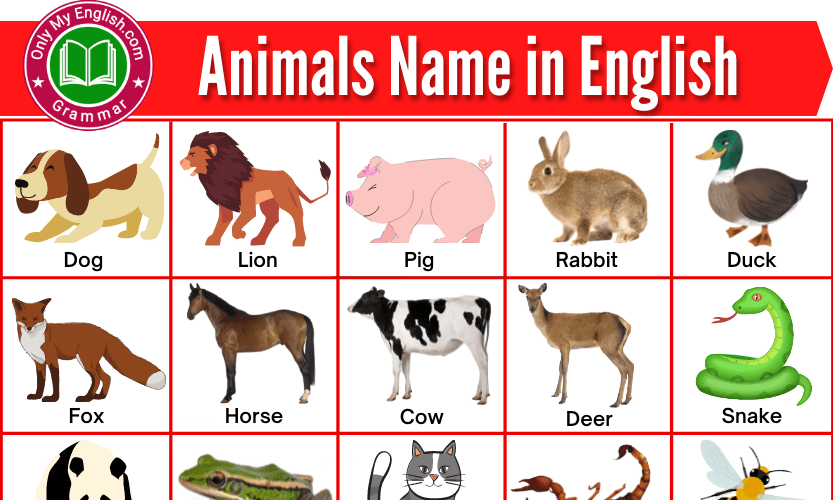 Only My English.com
Grammar
Animals Name in English
Dog
Lion
Pig
Rabbit
Duck
Fox
Horse
Cow
Deer
Snake